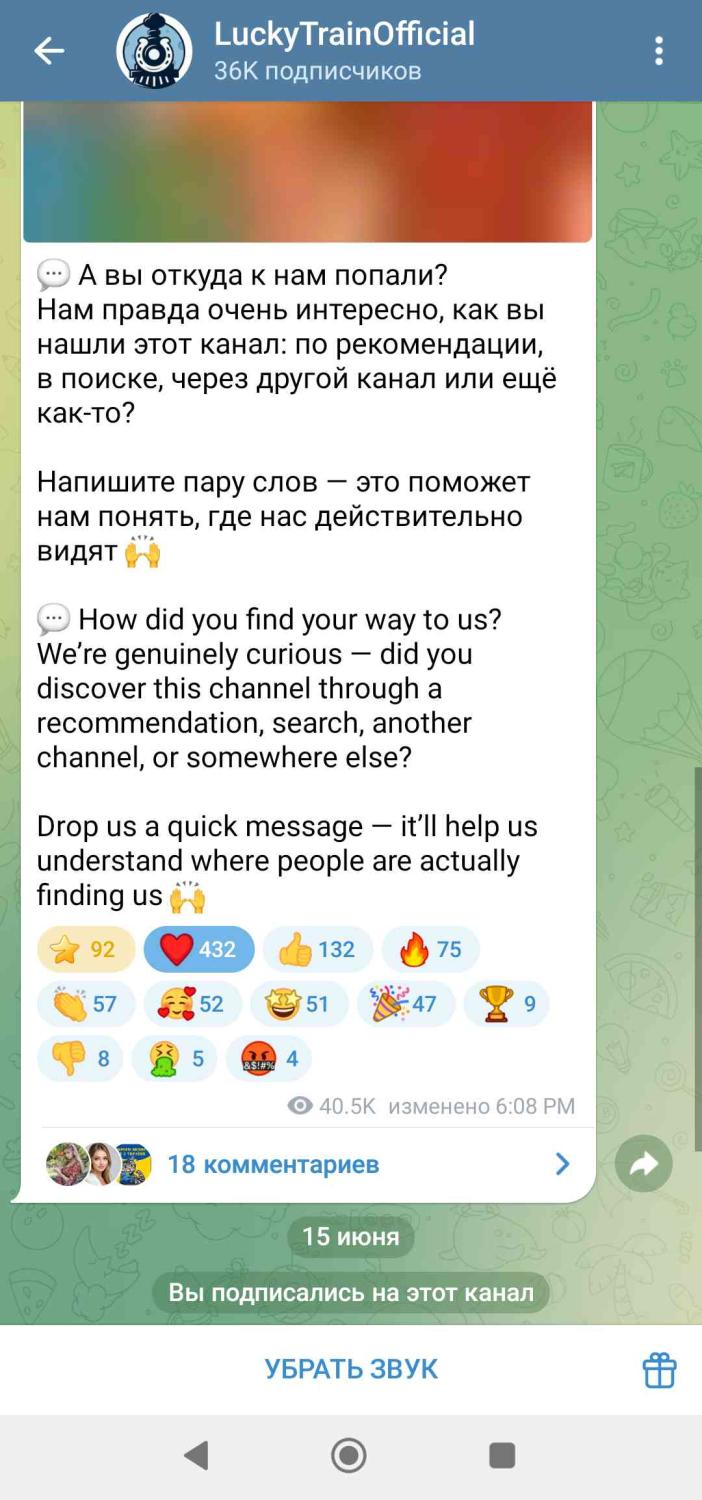 LuckyTrainOfficial
36K подписчиков
💬 А вы откуда к нам попали?
Нам правда очень интересно, как вы
нашли этот канал: по рекомендации,
в поиске, через другой канал или ещё
как-то?
Напишите пару слов — это поможет
нам понять, где нас действительно
видят 🙌
💬 How did you find your way to us?
We’re genuinely curious — did you
discover this channel through a
recommendation, search, another
channel, or somewhere else?
Drop us a quick message — it’ll help us
understand where people are actually
finding us 🙌
⭐ 92 ❤️ 432 👍 132 🔥 75
👏 57 🥰 52 🤩 51 🎉 47 🏆 9
👎 8 🤮 5 🤬 4
40.5K изменено 6:08 PM
18 комментариев
15 июня
Вы подписались на этот канал
УБРАТЬ ЗВУК